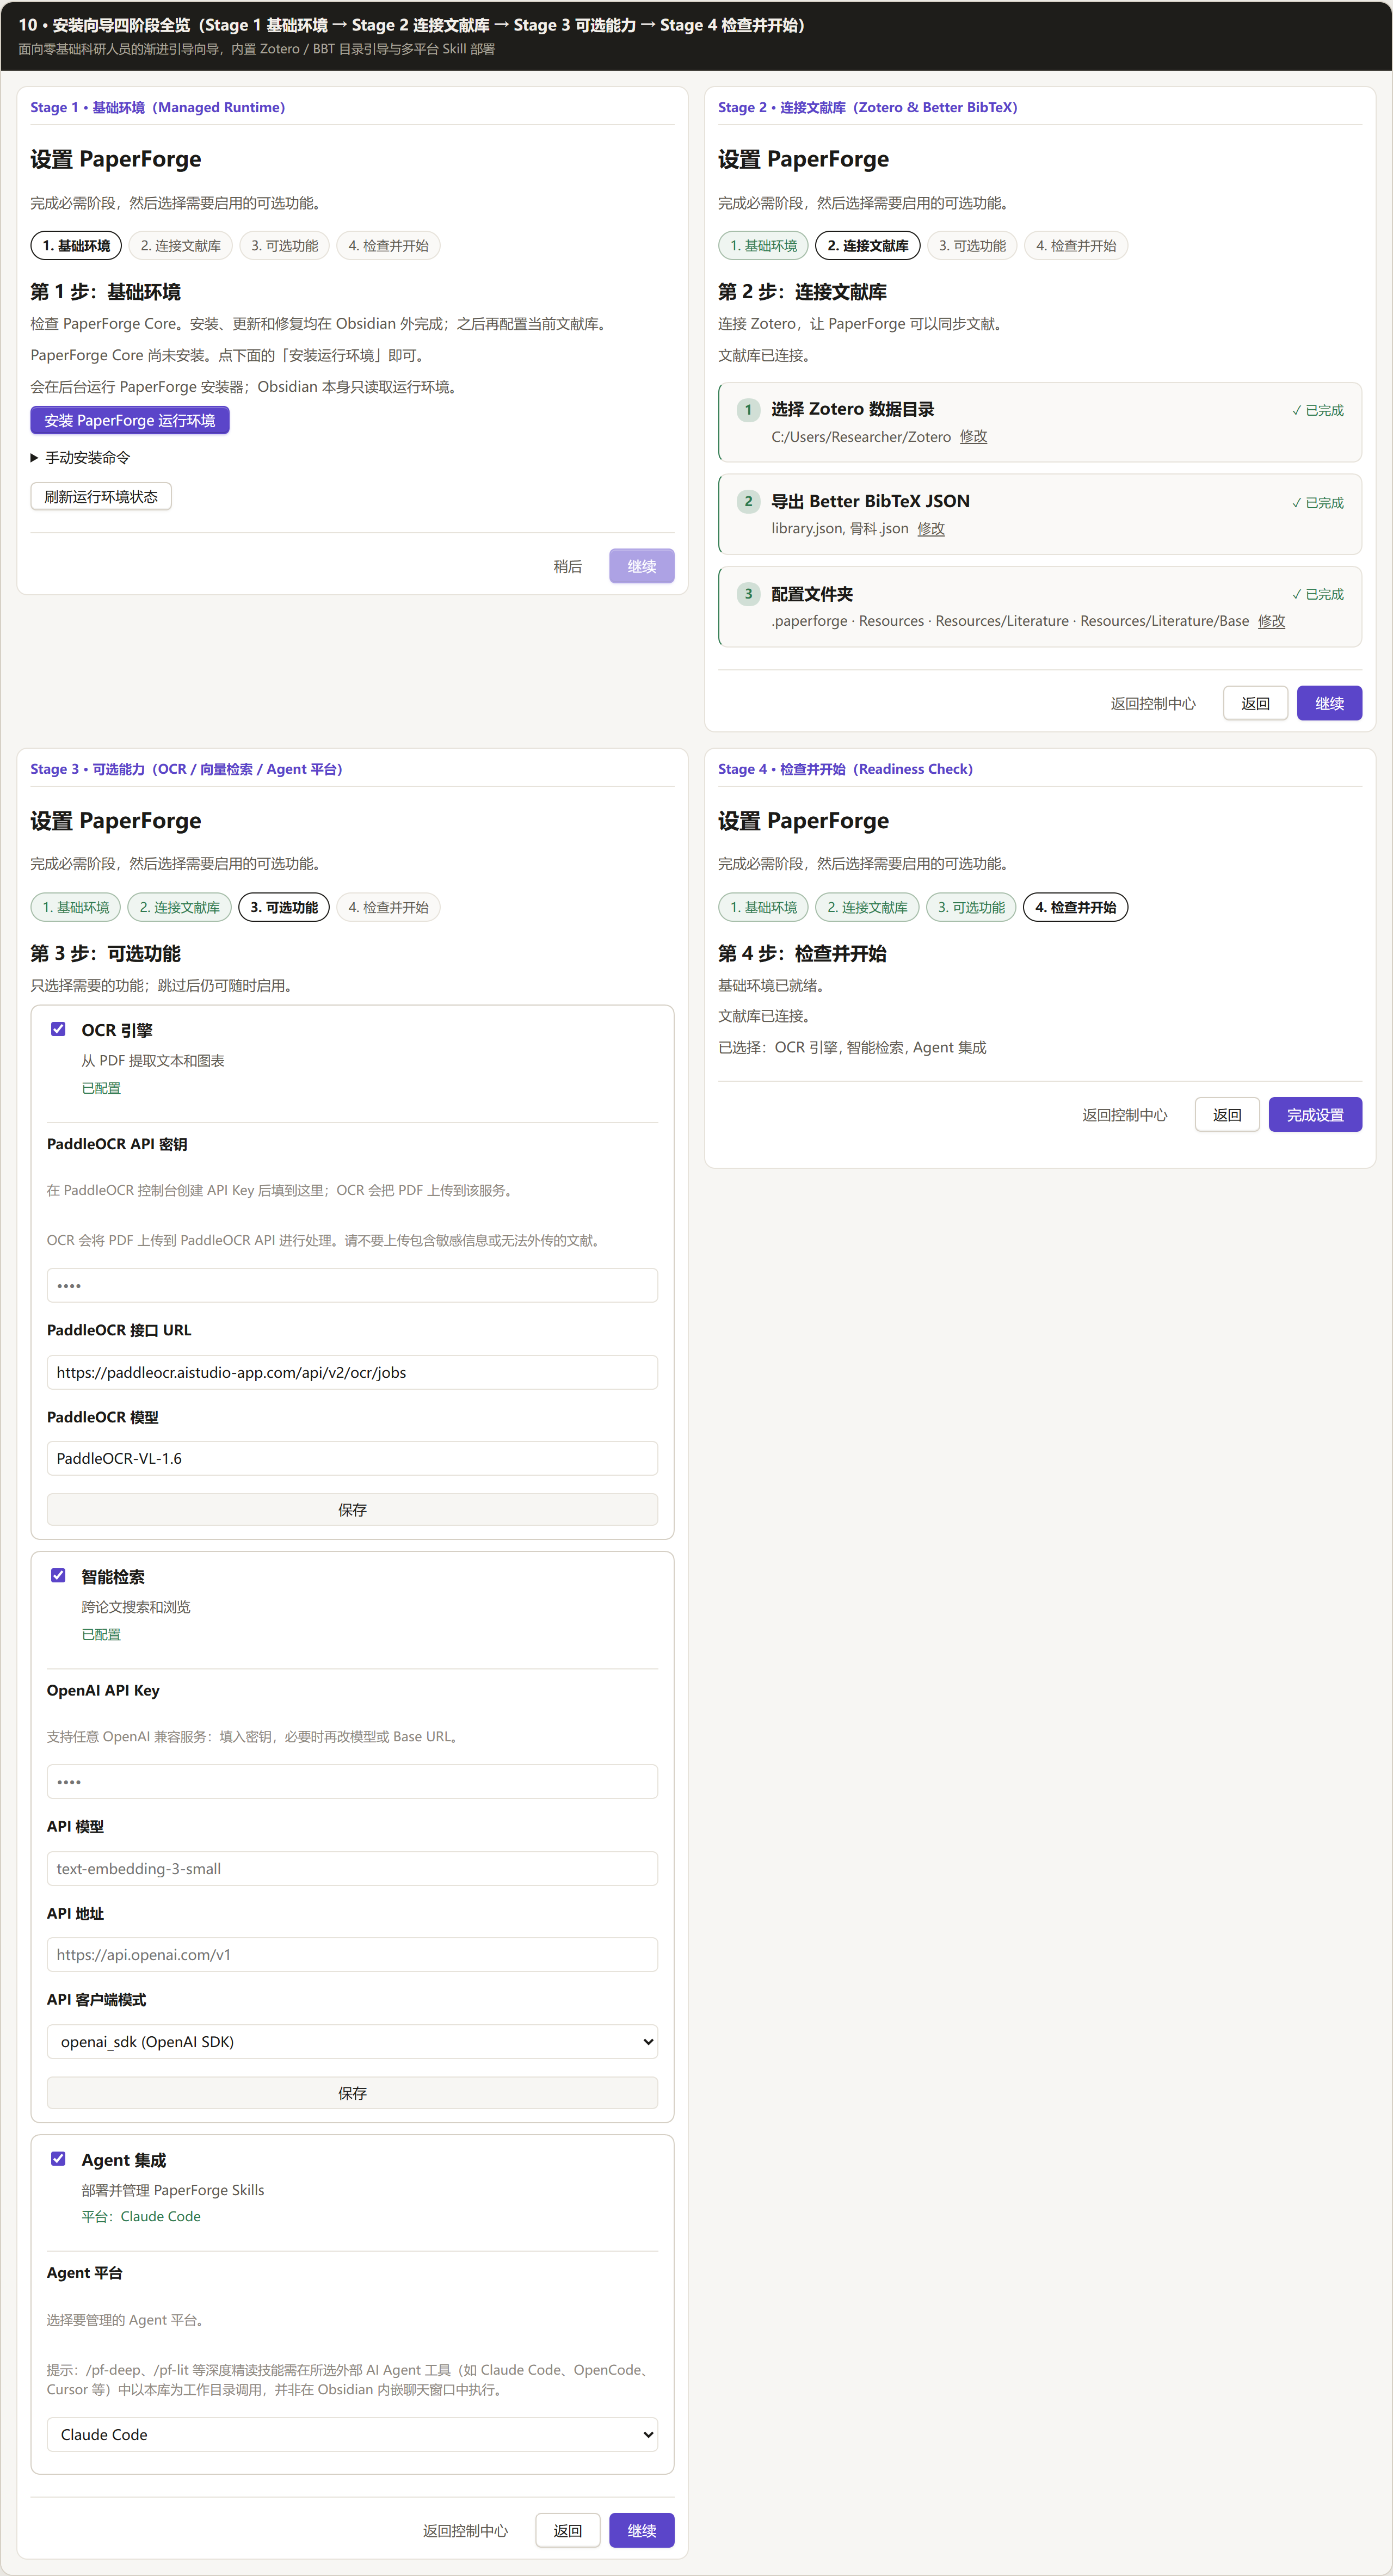 10 • 安装向导四阶段全览（Stage 1 基础环境 → Stage 2 连接文献库 → Stage 3 可选能力 → Stage 4 检查并开始）
面向零基础科研人员的渐进引导向导，内置 Zotero / BBT 目录引导与多平台 Skill 部署
Stage 1 • 基础环境（Managed Runtime）
设置 PaperForge
完成必需阶段，然后选择需要启用的可选功能。
1. 基础环境
2. 连接文献库
3. 可选功能
4. 检查并开始
第 1 步：基础环境
检查 PaperForge Core。安装、更新和修复均在 Obsidian 外完成；之后再配置当前文献库。
PaperForge Core 尚未安装。点下面的「安装运行环境」即可。
会在后台运行 PaperForge 安装器；Obsidian 本身只读取运行环境。
安装 PaperForge 运行环境
▶ 手动安装命令
刷新运行环境状态
稍后
继续
Stage 2 • 连接文献库（Zotero & Better BibTeX）
设置 PaperForge
完成必需阶段，然后选择需要启用的可选功能。
1. 基础环境
2. 连接文献库
3. 可选功能
4. 检查并开始
第 2 步：连接文献库
连接 Zotero，让 PaperForge 可以同步文献。
文献库已连接。
1 选择 Zotero 数据目录 ✓ 已完成
C:/Users/Researcher/Zotero 修改
2 导出 Better BibTeX JSON ✓ 已完成
library.json, 骨科.json 修改
3 配置文件夹 ✓ 已完成
.paperforge · Resources · Resources/Literature · Resources/Literature/Base 修改
返回控制中心
返回
继续
Stage 3 • 可选能力（OCR / 向量检索 / Agent 平台）
设置 PaperForge
完成必需阶段，然后选择需要启用的可选功能。
1. 基础环境
2. 连接文献库
3. 可选功能
4. 检查并开始
第 3 步：可选功能
只选择需要的功能；跳过后仍可随时启用。
OCR 引擎
从 PDF 提取文本和图表
已配置
PaddleOCR API 密钥
在 PaddleOCR 控制台创建 API Key 后填到这里；OCR 会把 PDF 上传到该服务。
OCR 会将 PDF 上传到 PaddleOCR API 进行处理。请不要上传包含敏感信息或无法外传的文献。
••••
PaddleOCR 接口 URL
https://paddleocr.aistudio-app.com/api/v2/ocr/jobs
PaddleOCR 模型
PaddleOCR-VL-1.6
保存
智能检索
跨论文搜索和浏览
已配置
OpenAI API Key
支持任意 OpenAI 兼容服务：填入密钥，必要时再改模型或 Base URL。
••••
API 模型
text-embedding-3-small
API 地址
https://api.openai.com/v1
API 客户端模式
openai_sdk (OpenAI SDK)
保存
Agent 集成
部署并管理 PaperForge Skills
平台：Claude Code
Agent 平台
选择要管理的 Agent 平台。
提示：/pf-deep、/pf-lit 等深度精读技能需在所选外部 AI Agent 工具（如 Claude Code、OpenCode、
Cursor 等）中以本库为工作目录调用，并非在 Obsidian 内嵌聊天窗口中执行。
Claude Code
返回控制中心
返回
继续
Stage 4 • 检查并开始（Readiness Check）
设置 PaperForge
完成必需阶段，然后选择需要启用的可选功能。
1. 基础环境
2. 连接文献库
3. 可选功能
4. 检查并开始
第 4 步：检查并开始
基础环境已就绪。
文献库已连接。
已选择：OCR 引擎, 智能检索, Agent 集成
返回控制中心
返回
完成设置